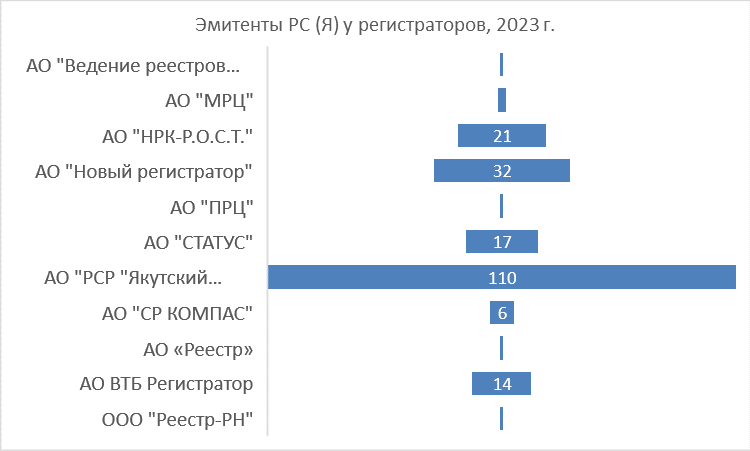 Эмитенты РС (Я) у регистраторов, 2023 г.
АО "Ведение реестров...
АО "МРЦ"
АО "НРК-Р.О.С.Т." 21
АО "Новый регистратор" 32
АО "ПРЦ"
АО "СТАТУС" 17
АО "РСР "Якутский... 110
АО "СР КОМПАС" 6
АО «Реестр»
АО ВТБ Регистратор 14
ООО "Реестр-РН"